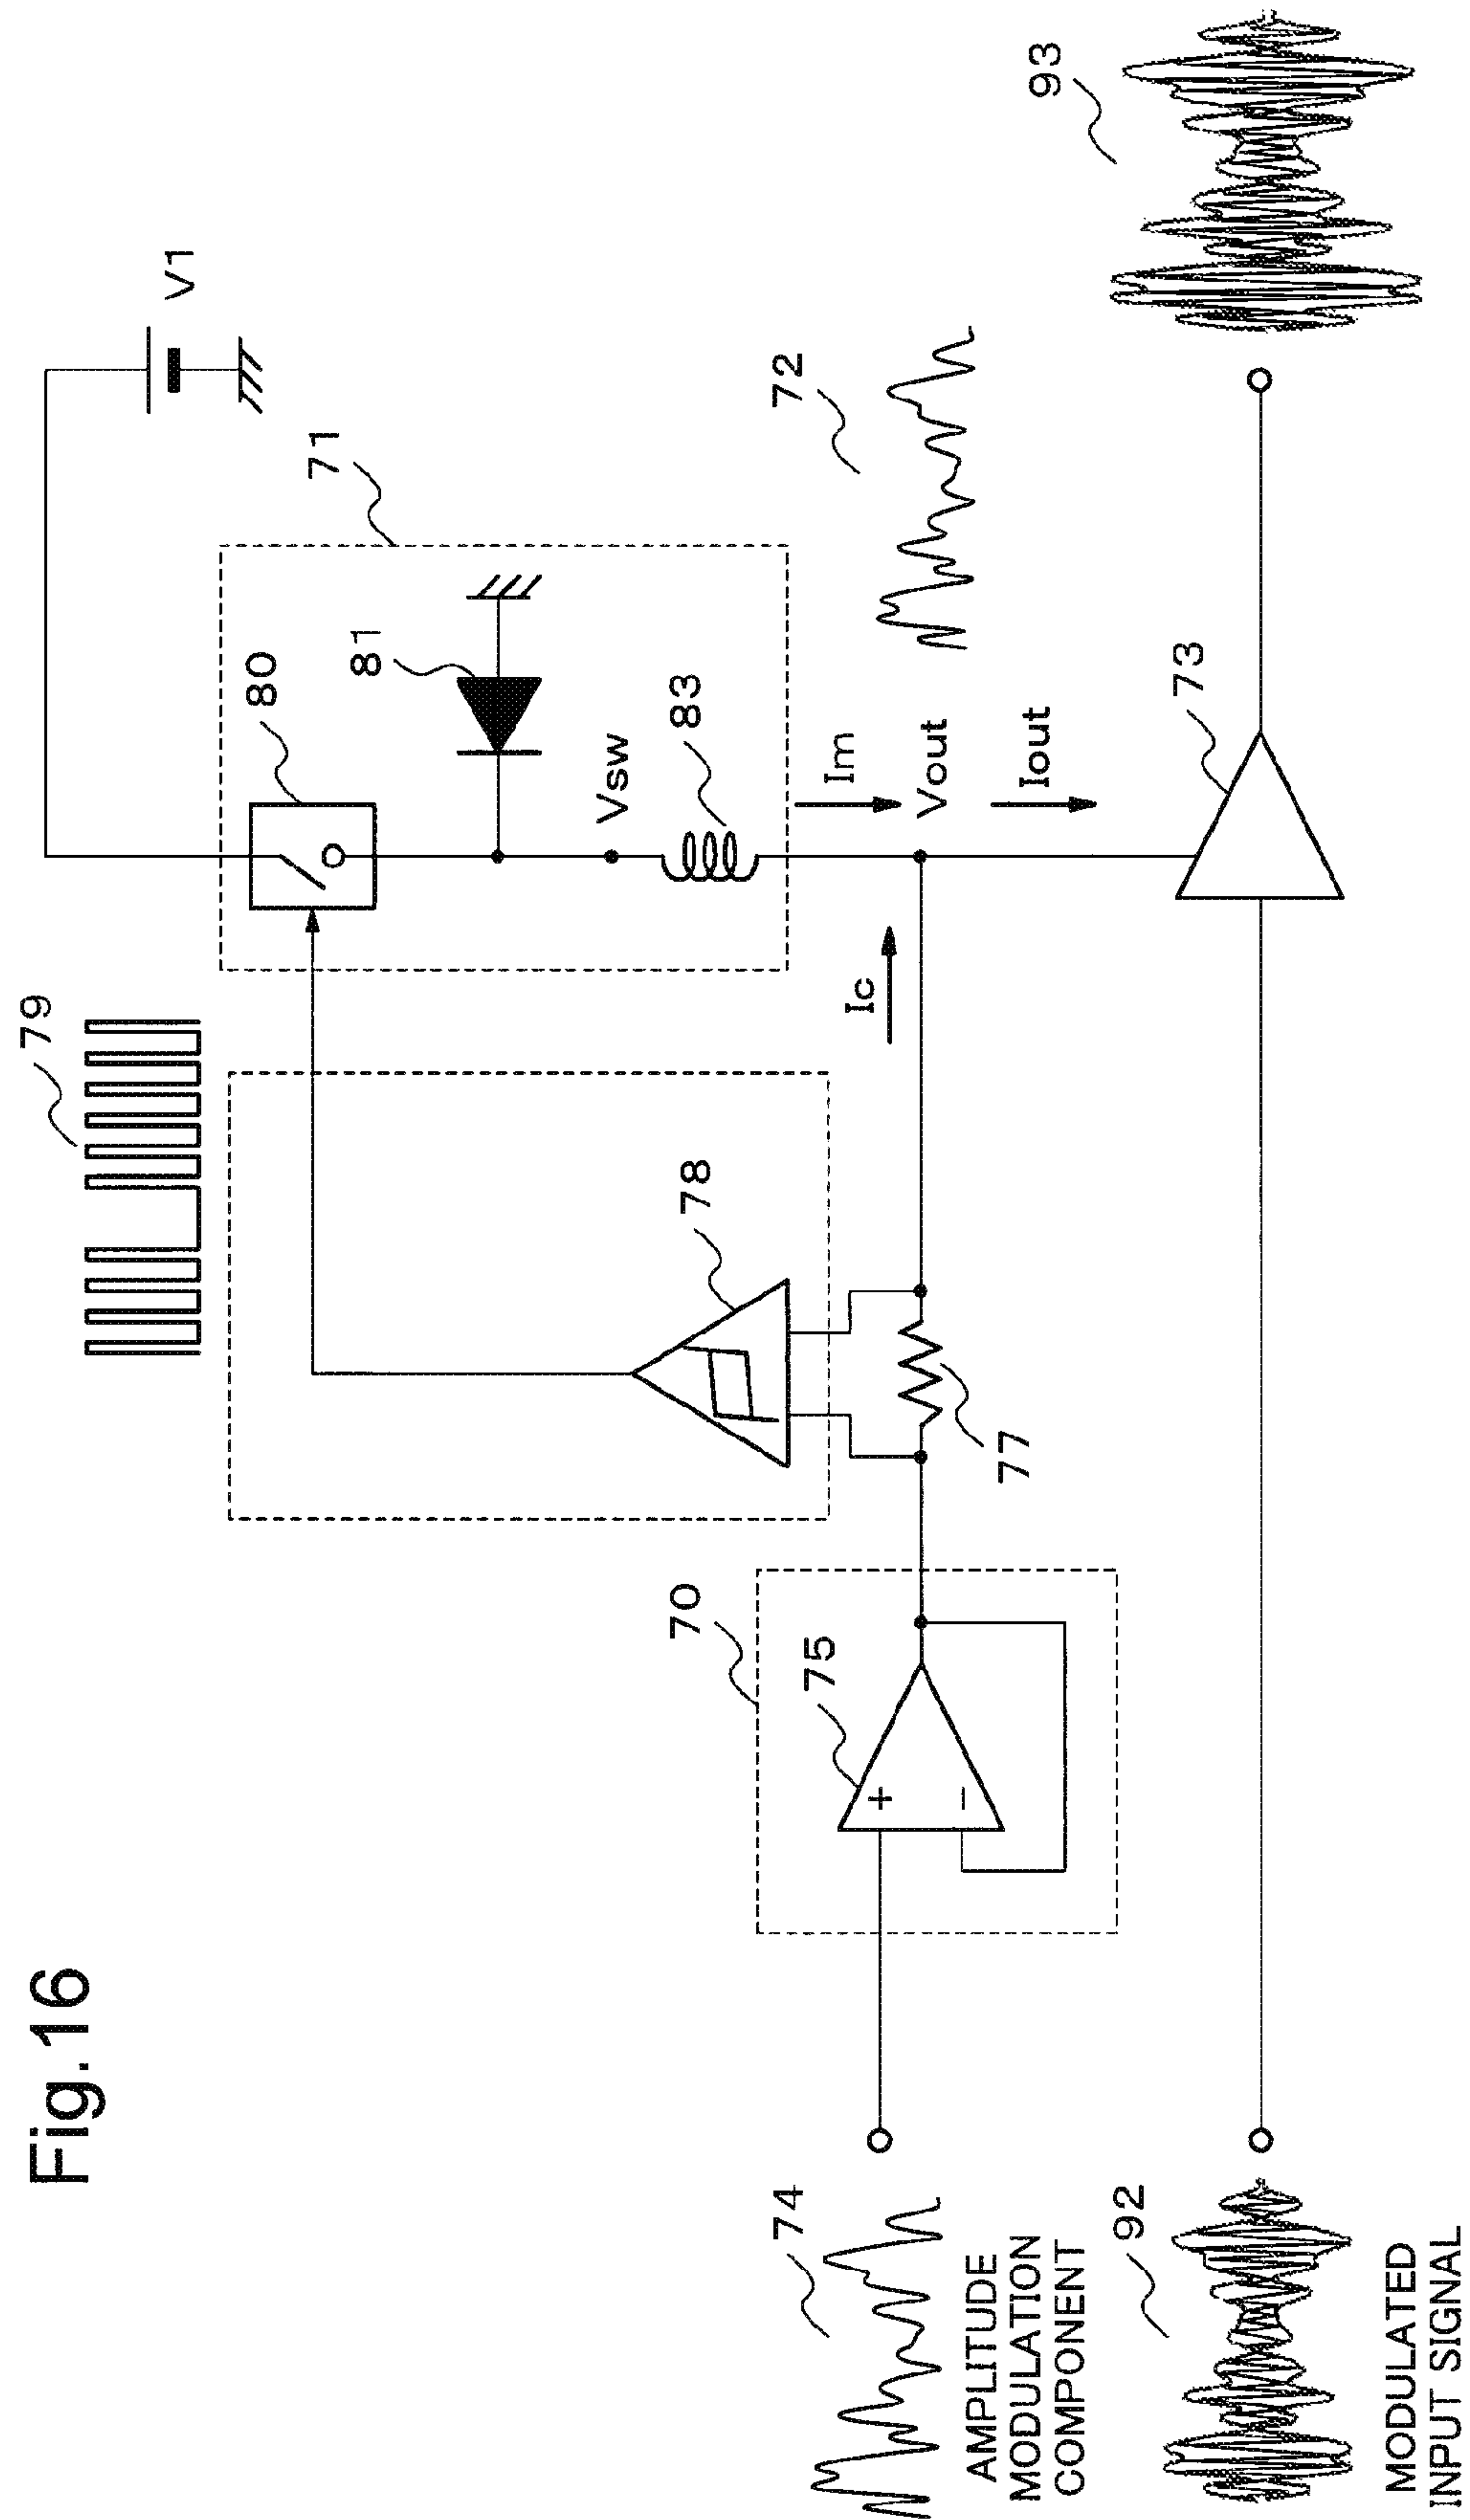 Fig.16
79
80
81
71
V1
Vsw
83
78
Im
72
Ic
Vout
Iout
77
70
75
+
−
73
93
74
AMPLITUDE
MODULATION
COMPONENT
92
MODULATED
INPUT SIGNAL